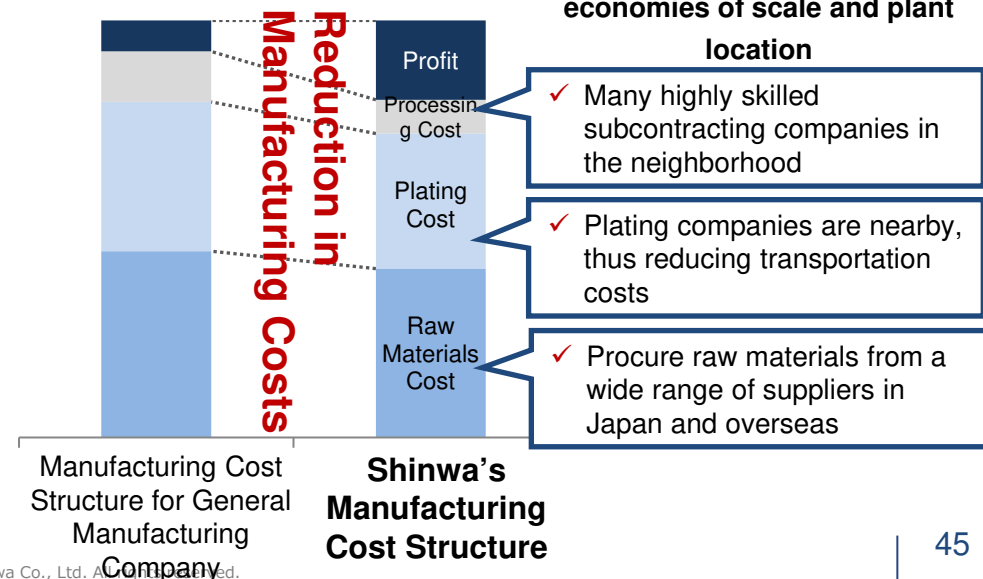 economies of scale and plant
location
Reduction in
Manufacturing Costs
Profit
Processin
g Cost
Plating
Cost
Raw
Materials
Cost
✓ Many highly skilled
subcontracting companies in
the neighborhood
✓ Plating companies are nearby,
thus reducing transportation
costs
✓ Procure raw materials from a
wide range of suppliers in
Japan and overseas
Manufacturing Cost
Structure for General
Manufacturing
Company
Shinwa's
Manufacturing
Cost Structure
wa Co., Ltd. All rights reserved.
45